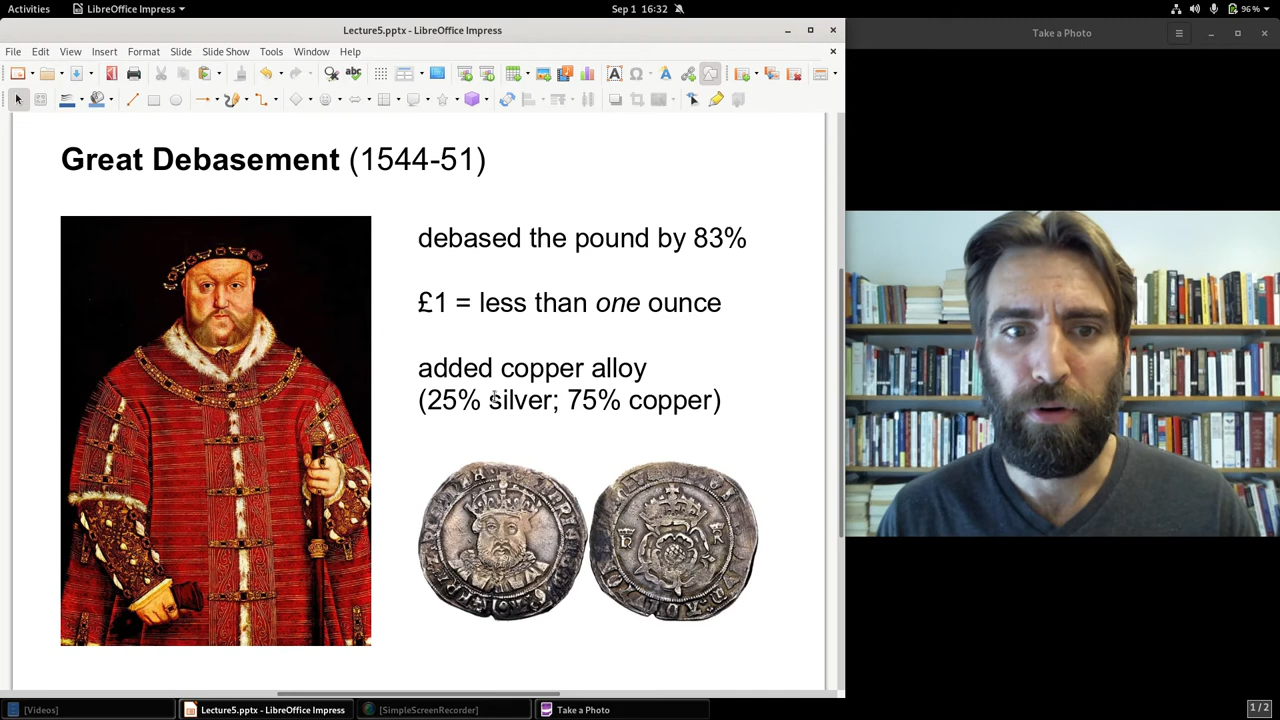 Activities LibreOffice Impress Sep 1 16:32 96%
Lecture5.pptx - LibreOffice Impress
Take a Photo
File Edit View Insert Format Slide Slide Show Tools Window Help
Great Debasement (1544-51)
debased the pound by 83%
£1 = less than one ounce
added copper alloy
(25% silver; 75% copper)
[Videos] Lecture5.pptx - LibreOffice Impress [SimpleScreenRecorder] Take a Photo 1/2